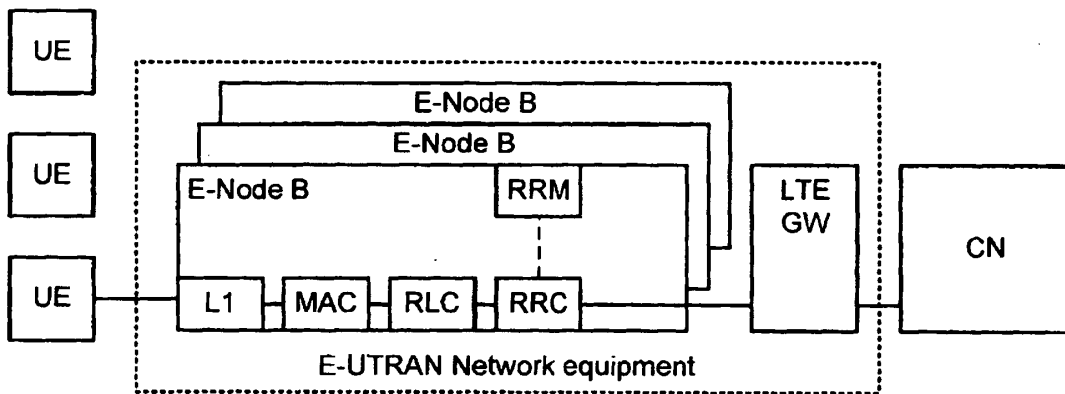 UE
UE
UE
E-Node B
E-Node B
E-Node B
RRM
L1
MAC
RLC
RRC
LTE
GW
CN
E-UTRAN Network equipment